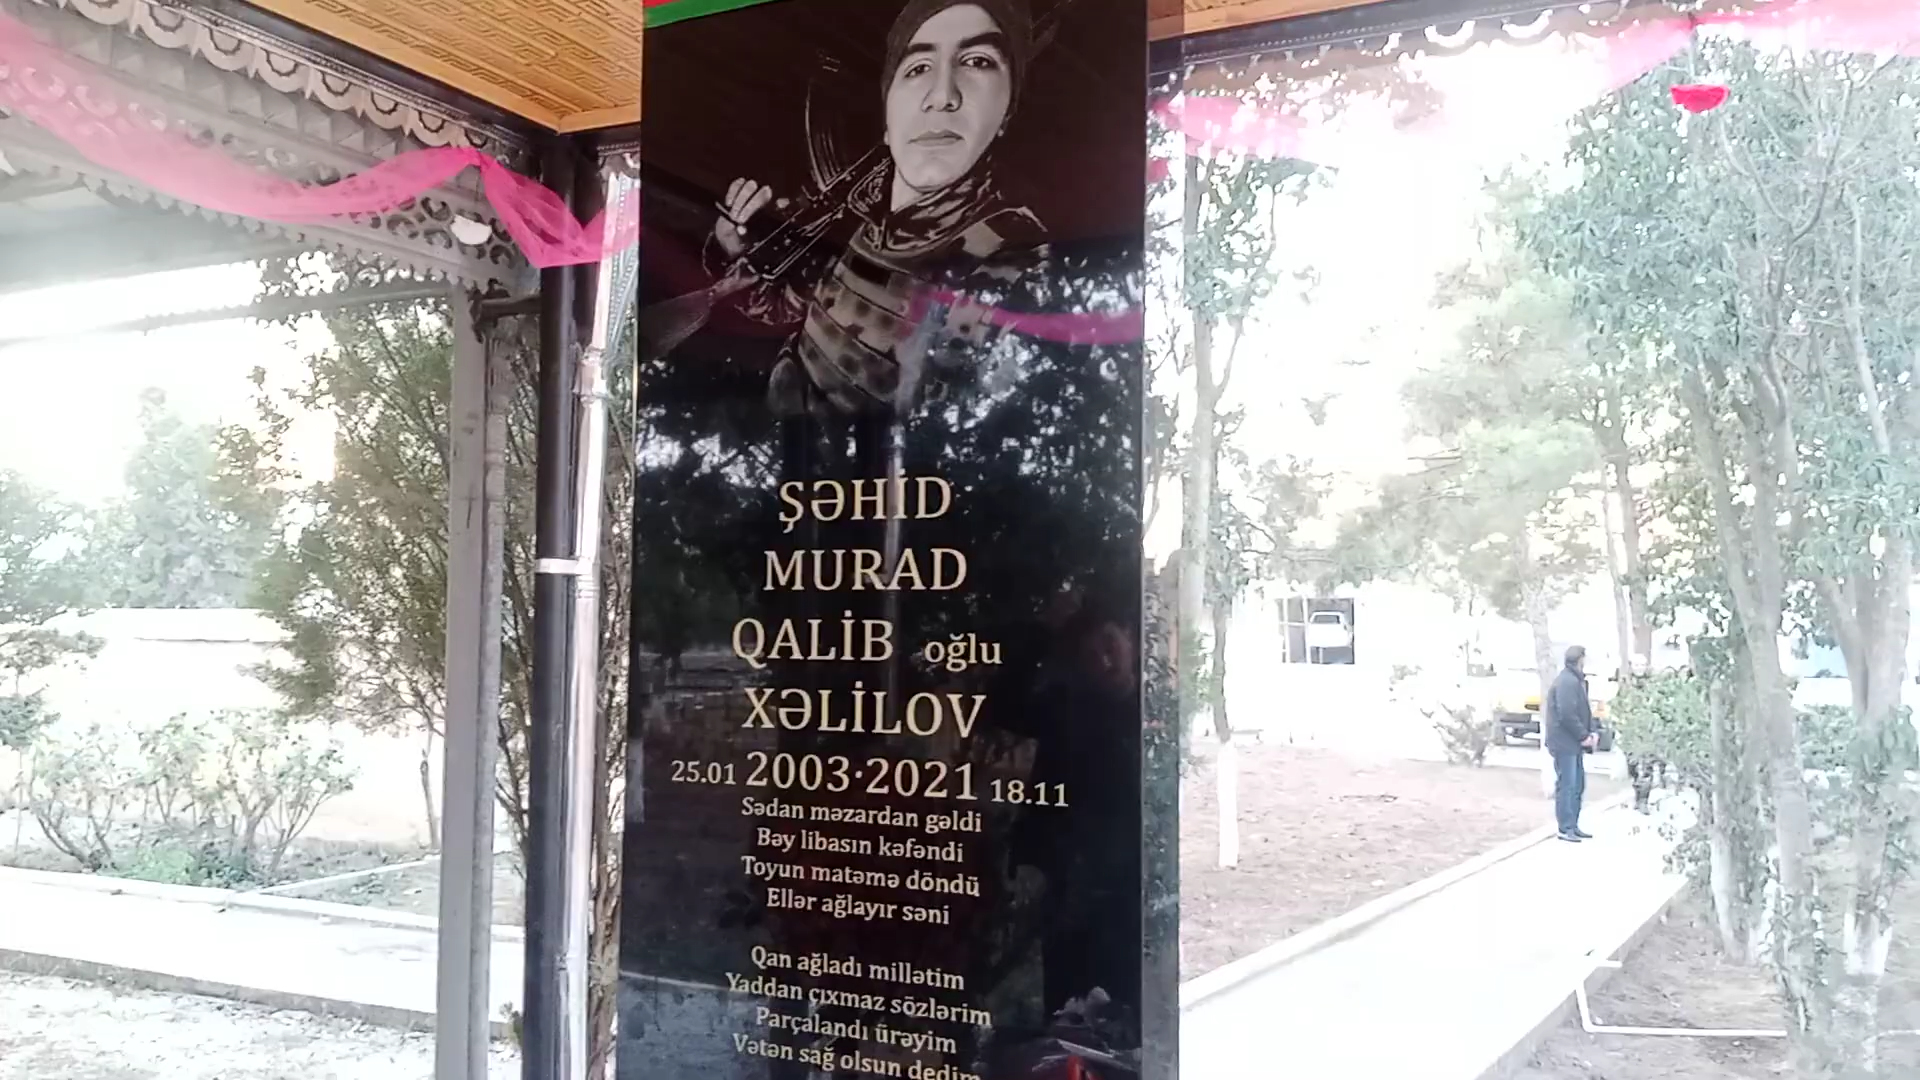 ŞƏHİD
MURAD
QALİB oğlu
XƏLİLOV
25.01 2003·2021 18.11
Sədan məzardan gəldi
Bəy libasın kəfəndi
Toyun matəmə döndü
Ellər ağlayır səni
Qan ağladı millətim
Yaddan çıxmaz sözlərim
Parçalandı ürəyim
Vətən sağ olsun dedim